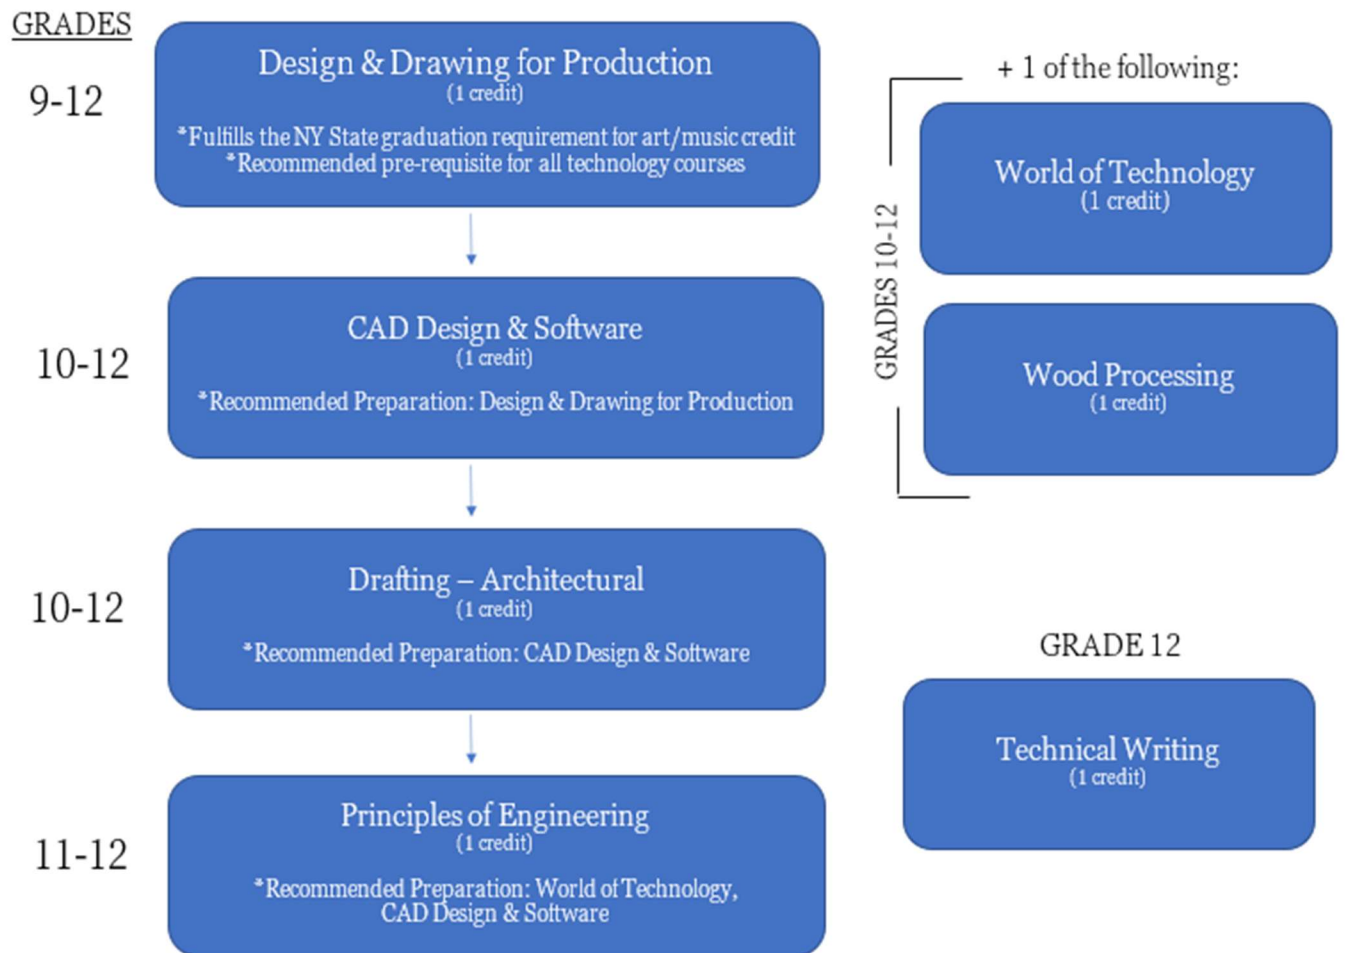 GRADES
9-12
Design & Drawing for Production
(1 credit)
*Fulfills the NY State graduation requirement for art/music credit
*Recommended pre-requisite for all technology courses
10-12
CAD Design & Software
(1 credit)
*Recommended Preparation: Design & Drawing for Production
10-12
Drafting – Architectural
(1 credit)
*Recommended Preparation: CAD Design & Software
11-12
Principles of Engineering
(1 credit)
*Recommended Preparation: World of Technology,
CAD Design & Software
+ 1 of the following:
GRADES 10-12
World of Technology
(1 credit)
Wood Processing
(1 credit)
GRADE 12
Technical Writing
(1 credit)